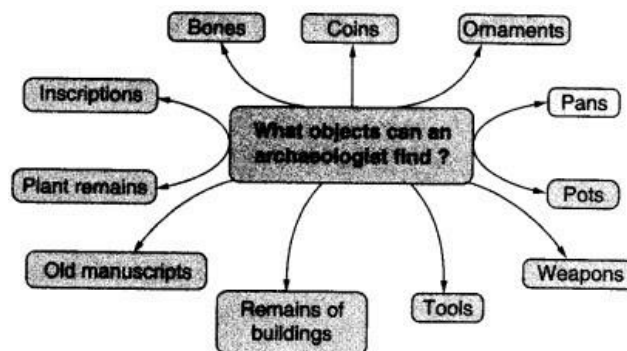 Bones
Coins
Ornaments
Inscriptions
What objects can an
archaeologist find ?
Pans
Plant remains
Pots
Old manuscripts
Weapons
Remains of
buildings
Tools